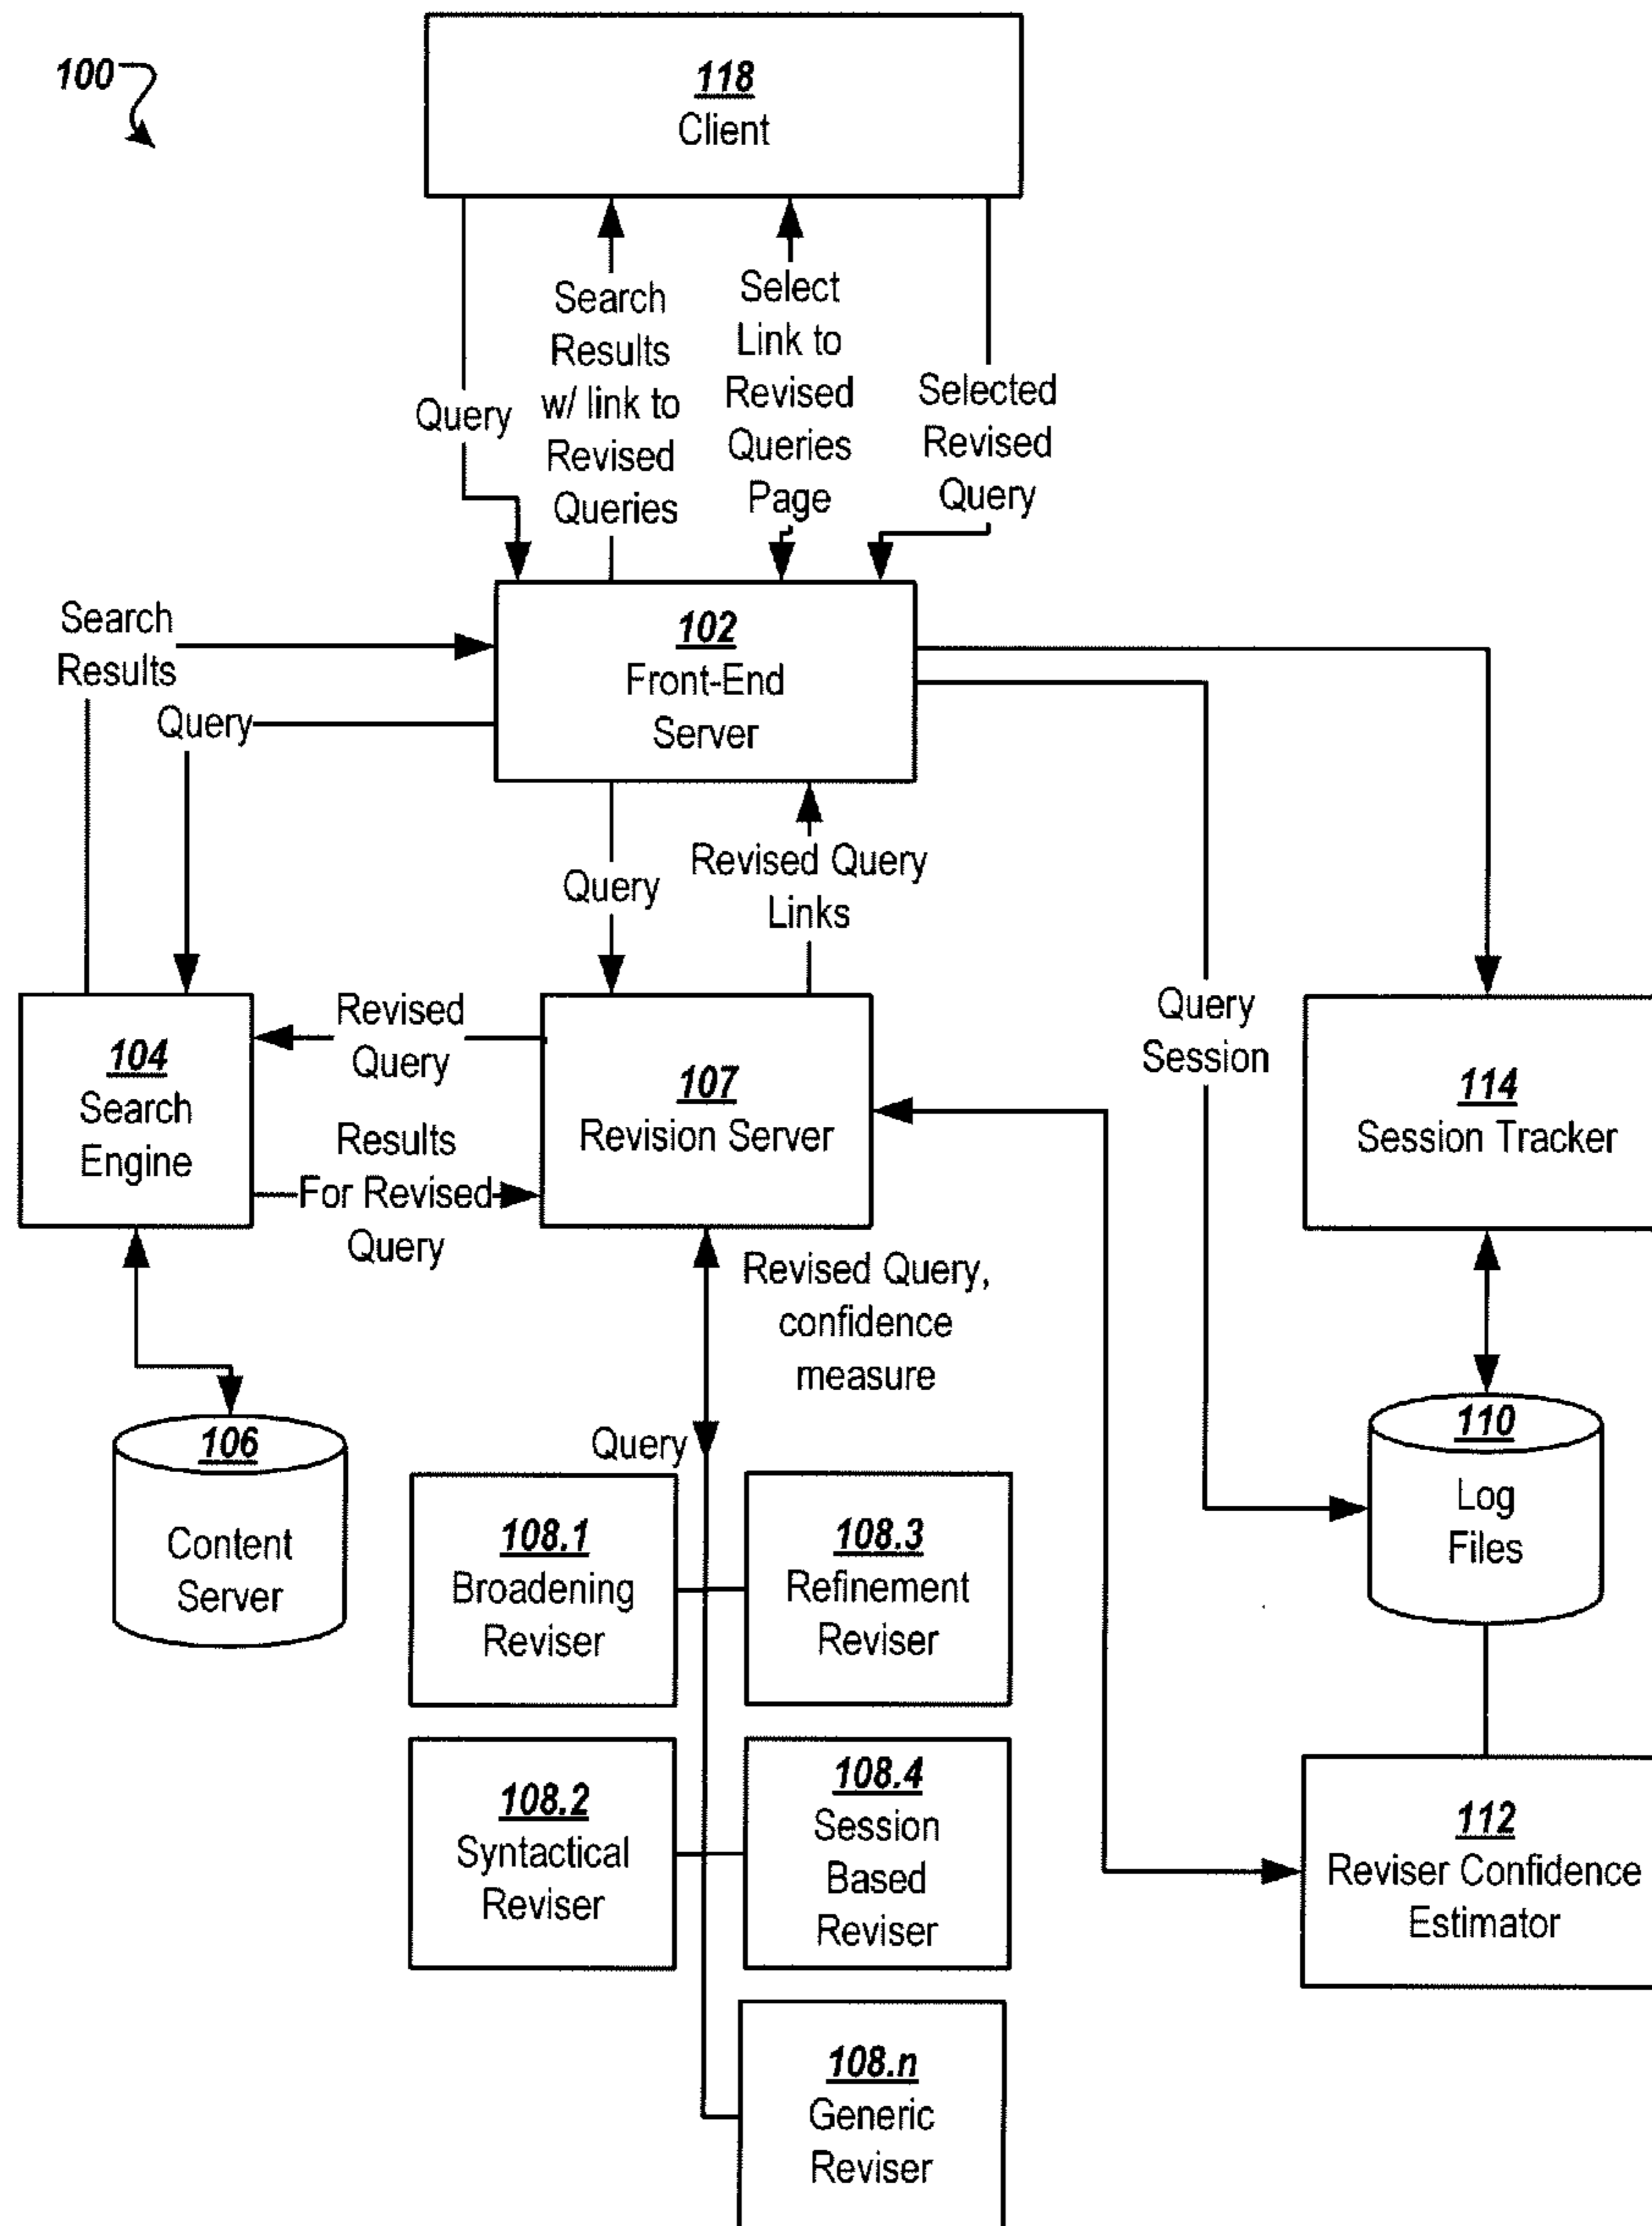 100
118
Client
Query
Search
Results
w/ link to
Revised
Queries
Select
Link to
Revised
Queries
Page
Selected
Revised
Query
Search
Results
Query
102
Front-End
Server
Query
Revised Query
Links
Query
Session
104
Search
Engine
Revised
Query
Results
For Revised
Query
107
Revision Server
114
Session Tracker
Revised Query,
confidence
measure
Query
106
Content
Server
110
Log
Files
108.1
Broadening
Reviser
108.3
Refinement
Reviser
108.2
Syntactical
Reviser
108.4
Session
Based
Reviser
112
Reviser Confidence
Estimator
108.n
Generic
Reviser